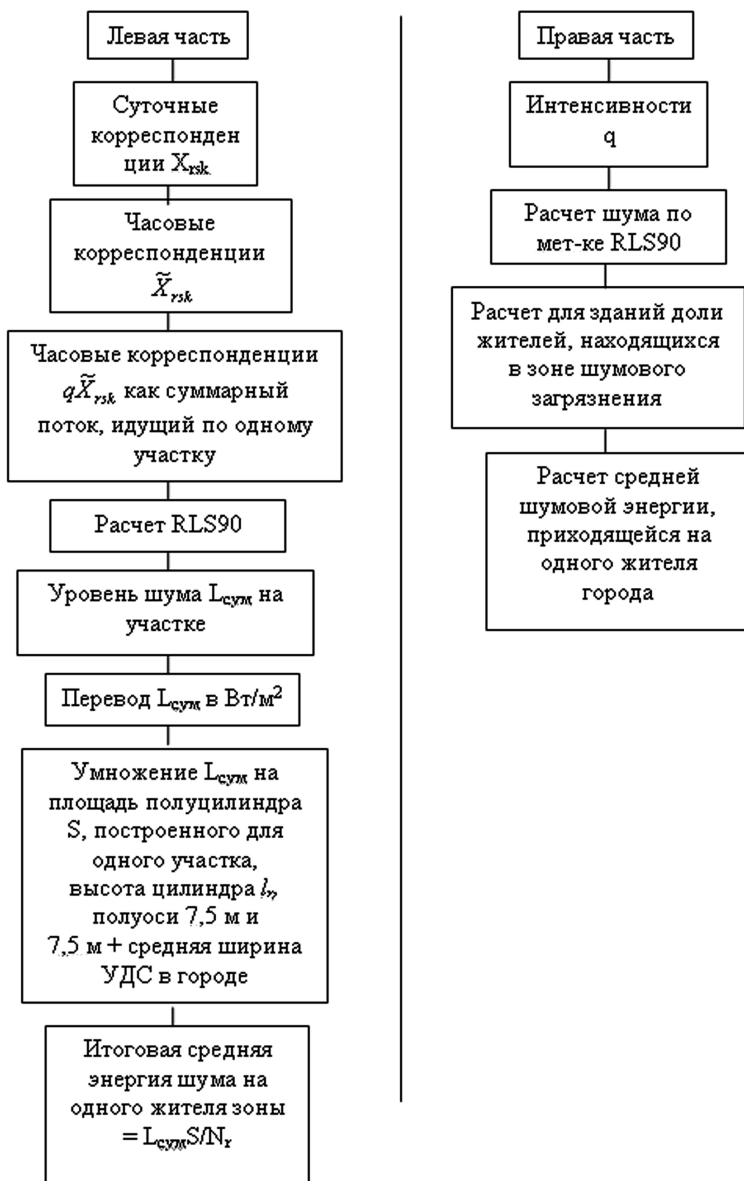 Левая часть
Суточные
корреспонден
ции X_rsk
Часовые
корреспонденции
X̃_rsk
Часовые корреспонденции
qX̃_rsk как суммарный
поток, идущий по одному
участку
Расчет RLS90
Уровень шума L_сум на
участке
Перевод L_сум в Вт/м²
Умножение L_сум на
площадь полуцилиндра
S, построенного для
одного участка,
высота цилиндра l_r,
полуоси 7,5 м и
7,5 м + средняя ширина
УДС в городе
Итоговая средняя
энергия шума на
одного жителя зоны
= L_сум S/N_r
Правая часть
Интенсивности
q
Расчет шума по
мет-ке RLS90
Расчет для зданий доли
жителей, находящихся
в зоне шумового
загрязнения
Расчет средней
шумовой энергии,
приходящейся на
одного жителя
города